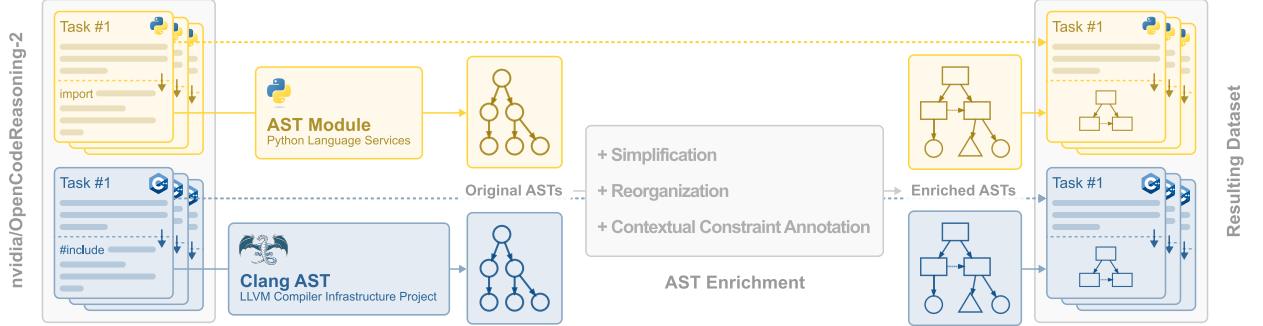 nvidia/OpenCodeReasoning-2
Task #1
import
AST Module
Python Language Services
Task #1
#include
Clang AST
LLVM Compiler Infrastructure Project
Original ASTs
+ Simplification
+ Reorganization
+ Contextual Constraint Annotation
AST Enrichment
Enriched ASTs
Task #1
Task #1
Resulting Dataset